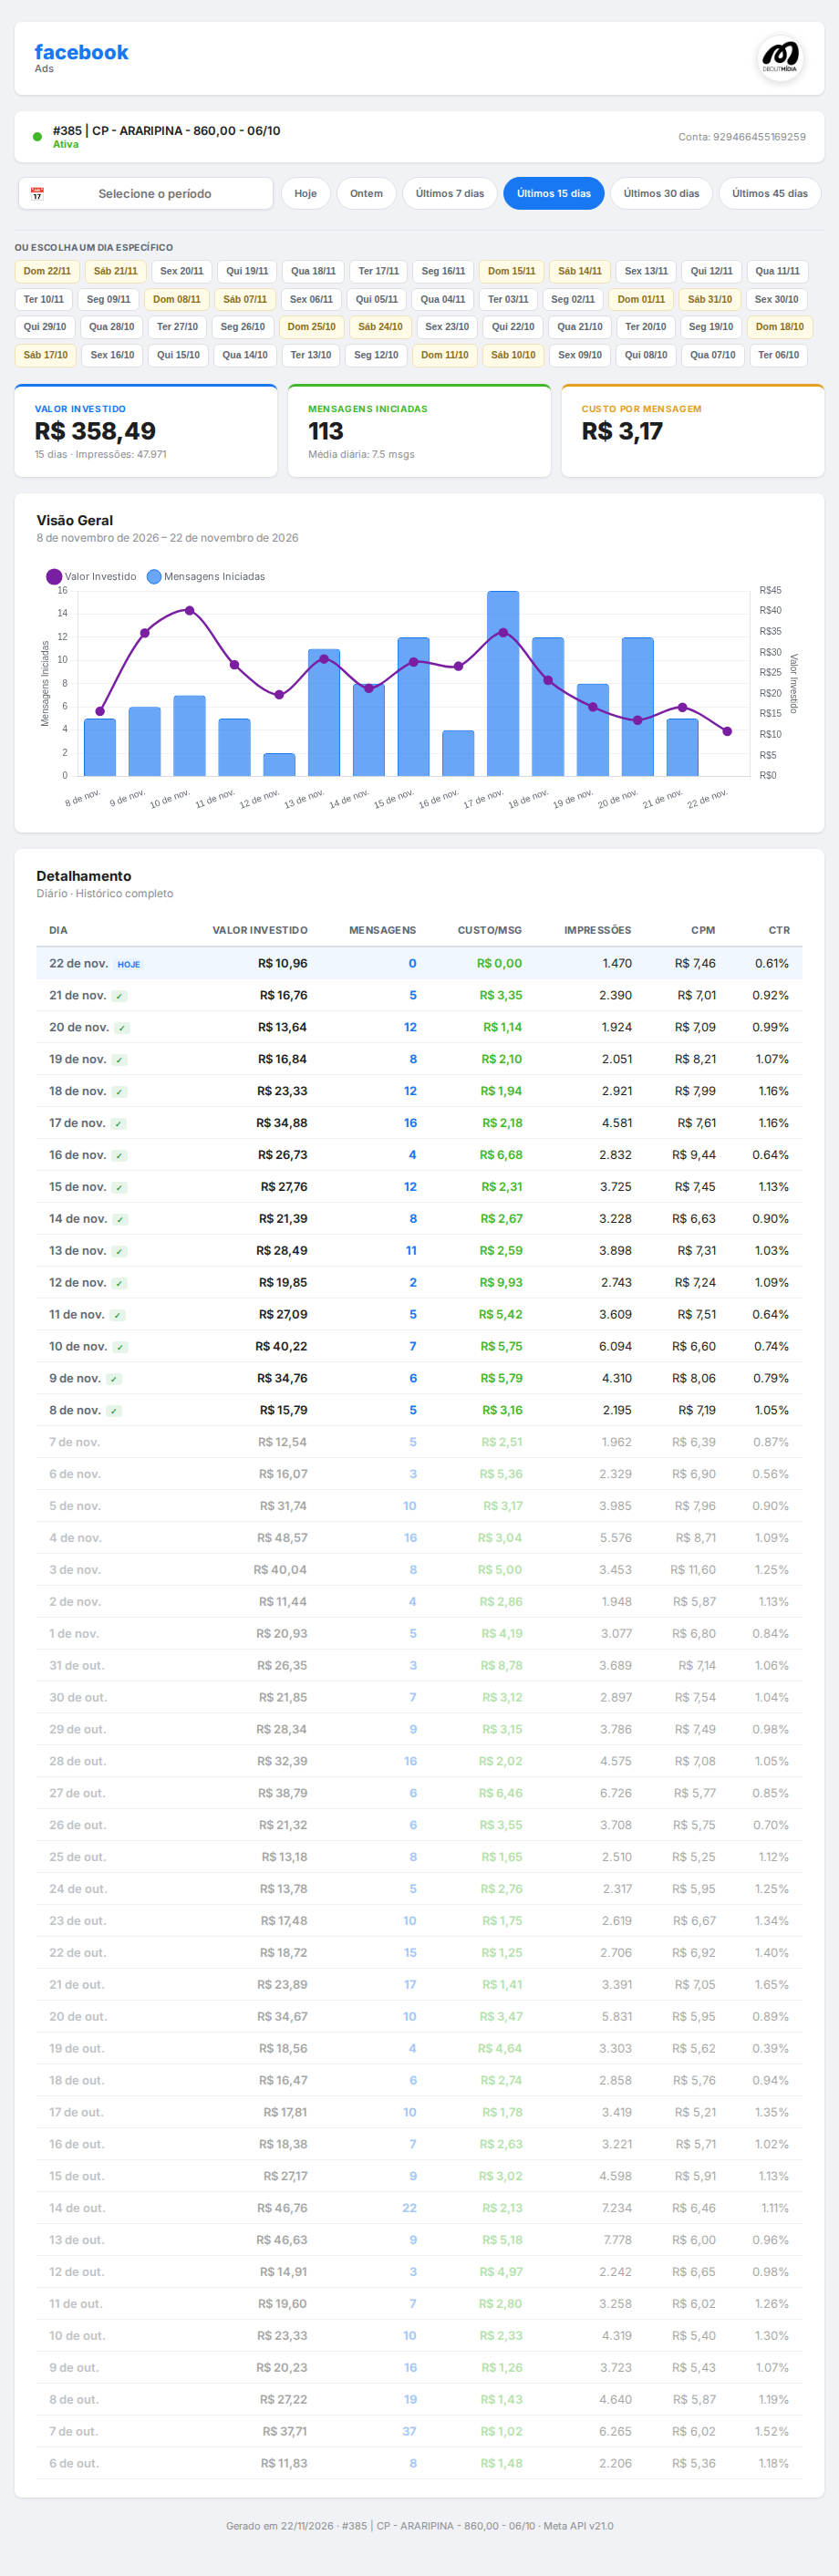 facebook
Ads
DBOUTMÍDIA
#385 | CP - ARARIPINA - 860,00 - 06/10
Ativa
Conta: 929466455169259
Selecione o período
Hoje
Ontem
Últimos 7 dias
Últimos 15 dias
Últimos 30 dias
Últimos 45 dias
OU ESCOLHA UM DIA ESPECÍFICO
Dom 22/11 Sáb 21/11 Sex 20/11 Qui 19/11 Qua 18/11 Ter 17/11 Seg 16/11 Dom 15/11 Sáb 14/11 Sex 13/11 Qui 12/11 Qua 11/11
Ter 10/11 Seg 09/11 Dom 08/11 Sáb 07/11 Sex 06/11 Qui 05/11 Qua 04/11 Ter 03/11 Seg 02/11 Dom 01/11 Sáb 31/10 Sex 30/10
Qui 29/10 Qua 28/10 Ter 27/10 Seg 26/10 Dom 25/10 Sáb 24/10 Sex 23/10 Qui 22/10 Qua 21/10 Ter 20/10 Seg 19/10 Dom 18/10
Sáb 17/10 Sex 16/10 Qui 15/10 Qua 14/10 Ter 13/10 Seg 12/10 Dom 11/10 Sáb 10/10 Sex 09/10 Qui 08/10 Qua 07/10 Ter 06/10
VALOR INVESTIDO
R$ 358,49
15 dias · Impressões: 47.971
MENSAGENS INICIADAS
113
Média diária: 7.5 msgs
CUSTO POR MENSAGEM
R$ 3,17
Visão Geral
8 de novembro de 2026 – 22 de novembro de 2026
Valor Investido Mensagens Iniciadas
Mensagens Iniciadas
16
14
12
10
8
6
4
2
0
R$45
R$40
R$35
R$30
R$25
R$20
R$15
R$10
R$5
R$0
Valor Investido
8 de nov. 9 de nov. 10 de nov. 11 de nov. 12 de nov. 13 de nov. 14 de nov. 15 de nov. 16 de nov. 17 de nov. 18 de nov. 19 de nov. 20 de nov. 21 de nov. 22 de nov.
Detalhamento
Diário · Histórico completo
DIA VALOR INVESTIDO MENSAGENS CUSTO/MSG IMPRESSÕES CPM CTR
22 de nov. HOJE R$ 10,96 0 R$ 0,00 1.470 R$ 7,46 0.61%
21 de nov. ✓ R$ 16,76 5 R$ 3,35 2.390 R$ 7,01 0.92%
20 de nov. ✓ R$ 13,64 12 R$ 1,14 1.924 R$ 7,09 0.99%
19 de nov. ✓ R$ 16,84 8 R$ 2,10 2.051 R$ 8,21 1.07%
18 de nov. ✓ R$ 23,33 12 R$ 1,94 2.921 R$ 7,99 1.16%
17 de nov. ✓ R$ 34,88 16 R$ 2,18 4.581 R$ 7,61 1.16%
16 de nov. ✓ R$ 26,73 4 R$ 6,68 2.832 R$ 9,44 0.64%
15 de nov. ✓ R$ 27,76 12 R$ 2,31 3.725 R$ 7,45 1.13%
14 de nov. ✓ R$ 21,39 8 R$ 2,67 3.228 R$ 6,63 0.90%
13 de nov. ✓ R$ 28,49 11 R$ 2,59 3.898 R$ 7,31 1.03%
12 de nov. ✓ R$ 19,85 2 R$ 9,93 2.743 R$ 7,24 1.09%
11 de nov. ✓ R$ 27,09 5 R$ 5,42 3.609 R$ 7,51 0.64%
10 de nov. ✓ R$ 40,22 7 R$ 5,75 6.094 R$ 6,60 0.74%
9 de nov. ✓ R$ 34,76 6 R$ 5,79 4.310 R$ 8,06 0.79%
8 de nov. ✓ R$ 15,79 5 R$ 3,16 2.195 R$ 7,19 1.05%
7 de nov. R$ 12,54 5 R$ 2,51 1.962 R$ 6,39 0.87%
6 de nov. R$ 16,07 3 R$ 5,36 2.329 R$ 6,90 0.56%
5 de nov. R$ 31,74 10 R$ 3,17 3.985 R$ 7,96 0.90%
4 de nov. R$ 48,57 16 R$ 3,04 5.576 R$ 8,71 1.09%
3 de nov. R$ 40,04 8 R$ 5,00 3.453 R$ 11,60 1.25%
2 de nov. R$ 11,44 4 R$ 2,86 1.948 R$ 5,87 1.13%
1 de nov. R$ 20,93 5 R$ 4,19 3.077 R$ 6,80 0.84%
31 de out. R$ 26,35 3 R$ 8,78 3.689 R$ 7,14 1.06%
30 de out. R$ 21,85 7 R$ 3,12 2.897 R$ 7,54 1.04%
29 de out. R$ 28,34 9 R$ 3,15 3.786 R$ 7,49 0.98%
28 de out. R$ 32,39 16 R$ 2,02 4.575 R$ 7,08 1.05%
27 de out. R$ 38,79 6 R$ 6,46 6.726 R$ 5,77 0.85%
26 de out. R$ 21,32 6 R$ 3,55 3.708 R$ 5,75 0.70%
25 de out. R$ 13,18 8 R$ 1,65 2.510 R$ 5,25 1.12%
24 de out. R$ 13,78 5 R$ 2,76 2.317 R$ 5,95 1.25%
23 de out. R$ 17,48 10 R$ 1,75 2.619 R$ 6,67 1.34%
22 de out. R$ 18,72 15 R$ 1,25 2.706 R$ 6,92 1.40%
21 de out. R$ 23,89 17 R$ 1,41 3.391 R$ 7,05 1.65%
20 de out. R$ 34,67 10 R$ 3,47 5.831 R$ 5,95 0.89%
19 de out. R$ 18,56 4 R$ 4,64 3.303 R$ 5,62 0.39%
18 de out. R$ 16,47 6 R$ 2,74 2.858 R$ 5,76 0.94%
17 de out. R$ 17,81 10 R$ 1,78 3.419 R$ 5,21 1.35%
16 de out. R$ 18,38 7 R$ 2,63 3.221 R$ 5,71 1.02%
15 de out. R$ 27,17 9 R$ 3,02 4.598 R$ 5,91 1.13%
14 de out. R$ 46,76 22 R$ 2,13 7.234 R$ 6,46 1.11%
13 de out. R$ 46,63 9 R$ 5,18 7.778 R$ 6,00 0.96%
12 de out. R$ 14,91 3 R$ 4,97 2.242 R$ 6,65 0.98%
11 de out. R$ 19,60 7 R$ 2,80 3.258 R$ 6,02 1.26%
10 de out. R$ 23,33 10 R$ 2,33 4.319 R$ 5,40 1.30%
9 de out. R$ 20,23 16 R$ 1,26 3.723 R$ 5,43 1.07%
8 de out. R$ 27,22 19 R$ 1,43 4.640 R$ 5,87 1.19%
7 de out. R$ 37,71 37 R$ 1,02 6.265 R$ 6,02 1.52%
6 de out. R$ 11,83 8 R$ 1,48 2.206 R$ 5,36 1.18%
Gerado em 22/11/2026 · #385 | CP - ARARIPINA - 860,00 - 06/10 · Meta API v21.0